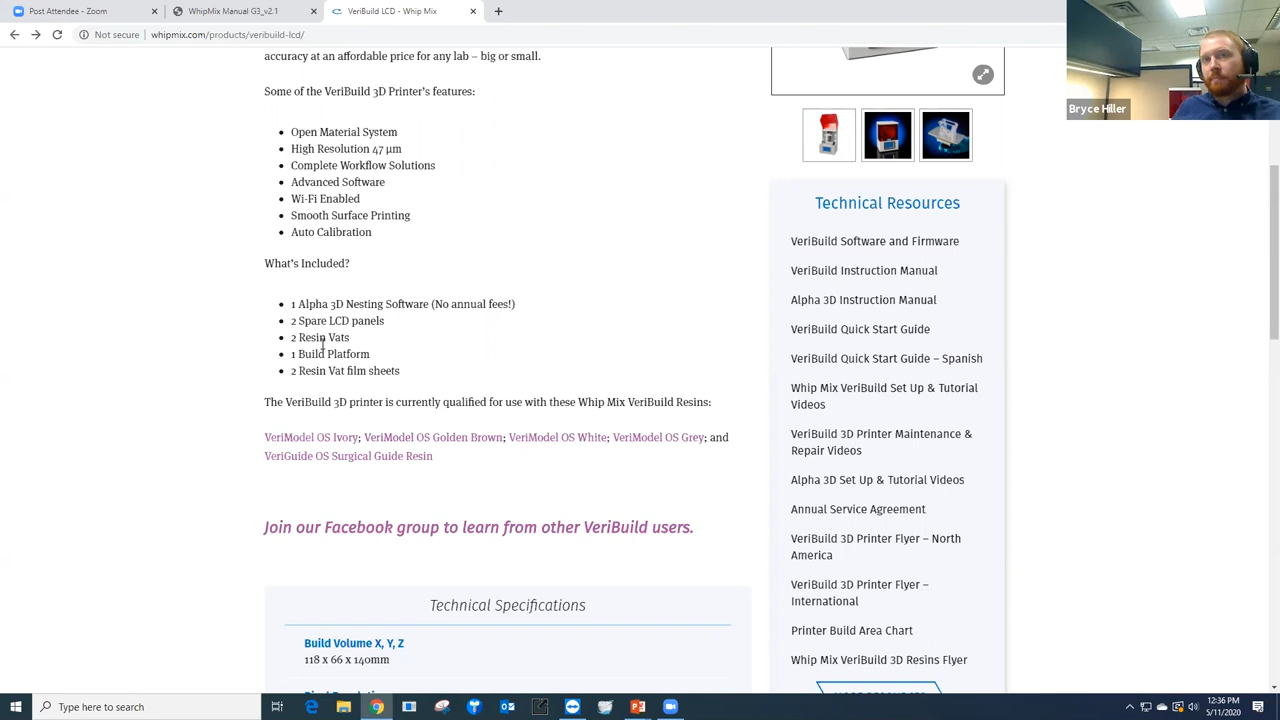 Post Attendee - Zoom
WhipMix Manual G3_v2.1
VeriBuild LCD - Whip Mix
Not secure
whipmix.com/products/veribuild-lcd/
accuracy at an affordable price for any lab – big or small.
Some of the VeriBuild 3D Printer's features:
Open Material System
High Resolution 47 µm
Complete Workflow Solutions
Advanced Software
Wi-Fi Enabled
Smooth Surface Printing
Auto Calibration
What's Included?
1 Alpha 3D Nesting Software (No annual fees!)
2 Spare LCD panels
2 Resin Vats
1 Build Platform
2 Resin Vat film sheets
The VeriBuild 3D printer is currently qualified for use with these Whip Mix VeriBuild Resins:
VeriModel OS Ivory; VeriModel OS Golden Brown; VeriModel OS White; VeriModel OS Grey; and
VeriGuide OS Surgical Guide Resin
Join our Facebook group to learn from other VeriBuild users.
Technical Specifications
Build Volume X, Y, Z
118 x 66 x 140mm
Technical Resources
VeriBuild Software and Firmware
VeriBuild Instruction Manual
Alpha 3D Instruction Manual
VeriBuild Quick Start Guide
VeriBuild Quick Start Guide – Spanish
Whip Mix VeriBuild Set Up & Tutorial
Videos
VeriBuild 3D Printer Maintenance &
Repair Videos
Alpha 3D Set Up & Tutorial Videos
Annual Service Agreement
VeriBuild 3D Printer Flyer – North
America
VeriBuild 3D Printer Flyer –
International
Printer Build Area Chart
Whip Mix VeriBuild 3D Resins Flyer
Bryce Hiller
Type here to search
12:36 PM
5/11/2020